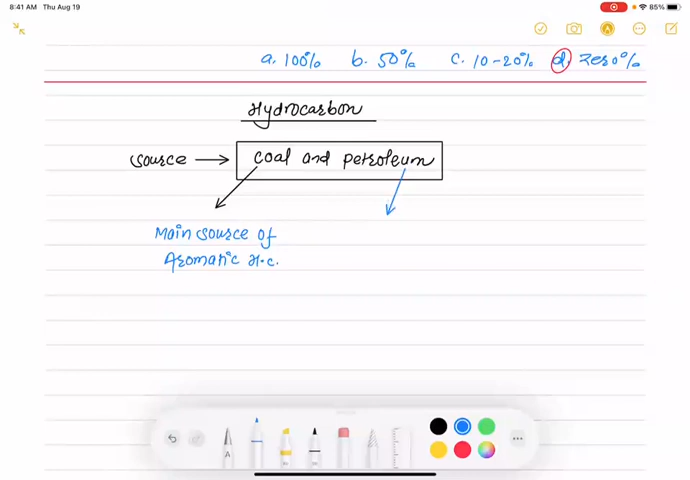 8:41 AM Thu Aug 19 85%
a. 100% b. 50% c. 10-20% d. zero%
Hydrocarbon
source → coal and petroleum
Main source of
Aromatic H.C.
A